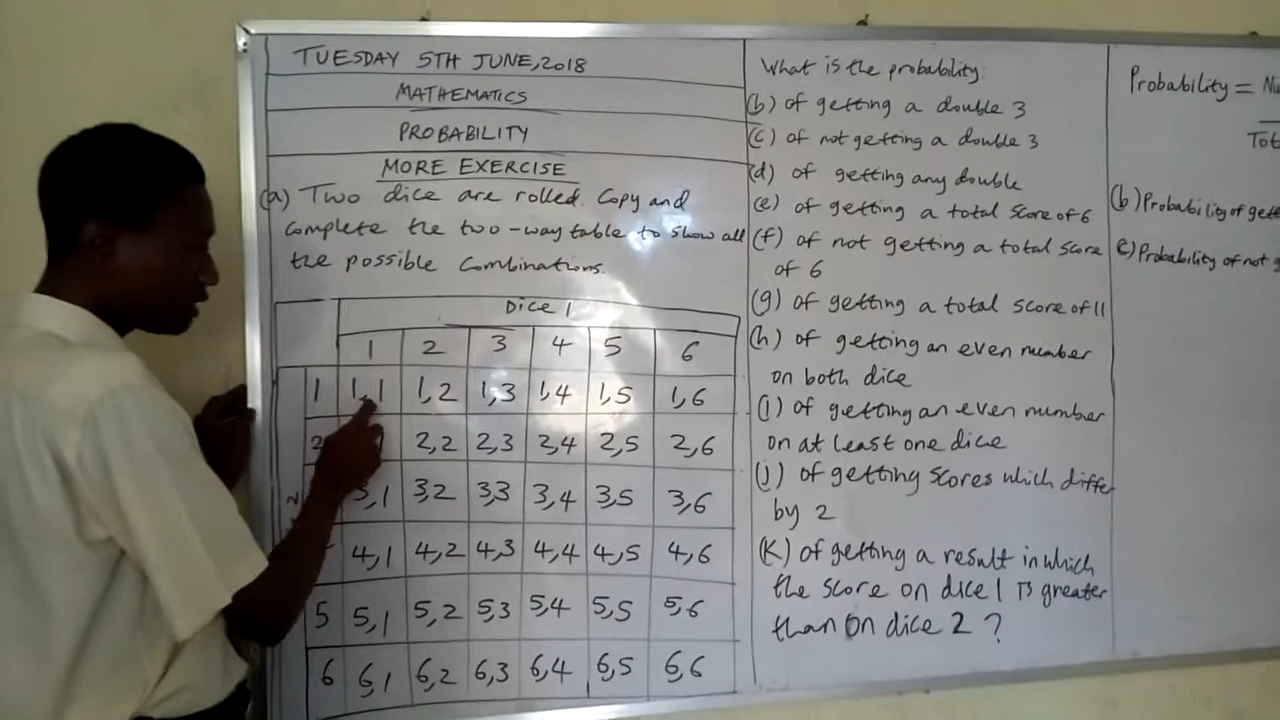 TUESDAY 5TH JUNE, 2018
MATHEMATICS
PROBABILITY
MORE EXERCISE
(a) Two dice are rolled. Copy and
complete the two-way table to show all
the possible combinations.
Dice 1
1 2 3 4 5 6
1 1,1 1,2 1,3 1,4 1,5 1,6
2 2,2 2,3 2,4 2,5 2,6
3,1 3,2 3,3 3,4 3,5 3,6
4,1 4,2 4,3 4,4 4,5 4,6
5 5,1 5,2 5,3 5,4 5,5 5,6
6 6,1 6,2 6,3 6,4 6,5 6,6
2
What is the probability
(b) of getting a double 3
(c) of not getting a double 3
(d) of getting any double
(e) of getting a total score of 6
(f) of not getting a total score
of 6
(g) of getting a total score of 11
(h) of getting an even number
on both dice
(i) of getting an even number
on at least one dice
(j) of getting scores which differ
by 2
(K) of getting a result in which
the score on dice 1 is greater
than on dice 2 ?
Probability = Nu
Tot
(b) Probability of gett
c) Probability of not g